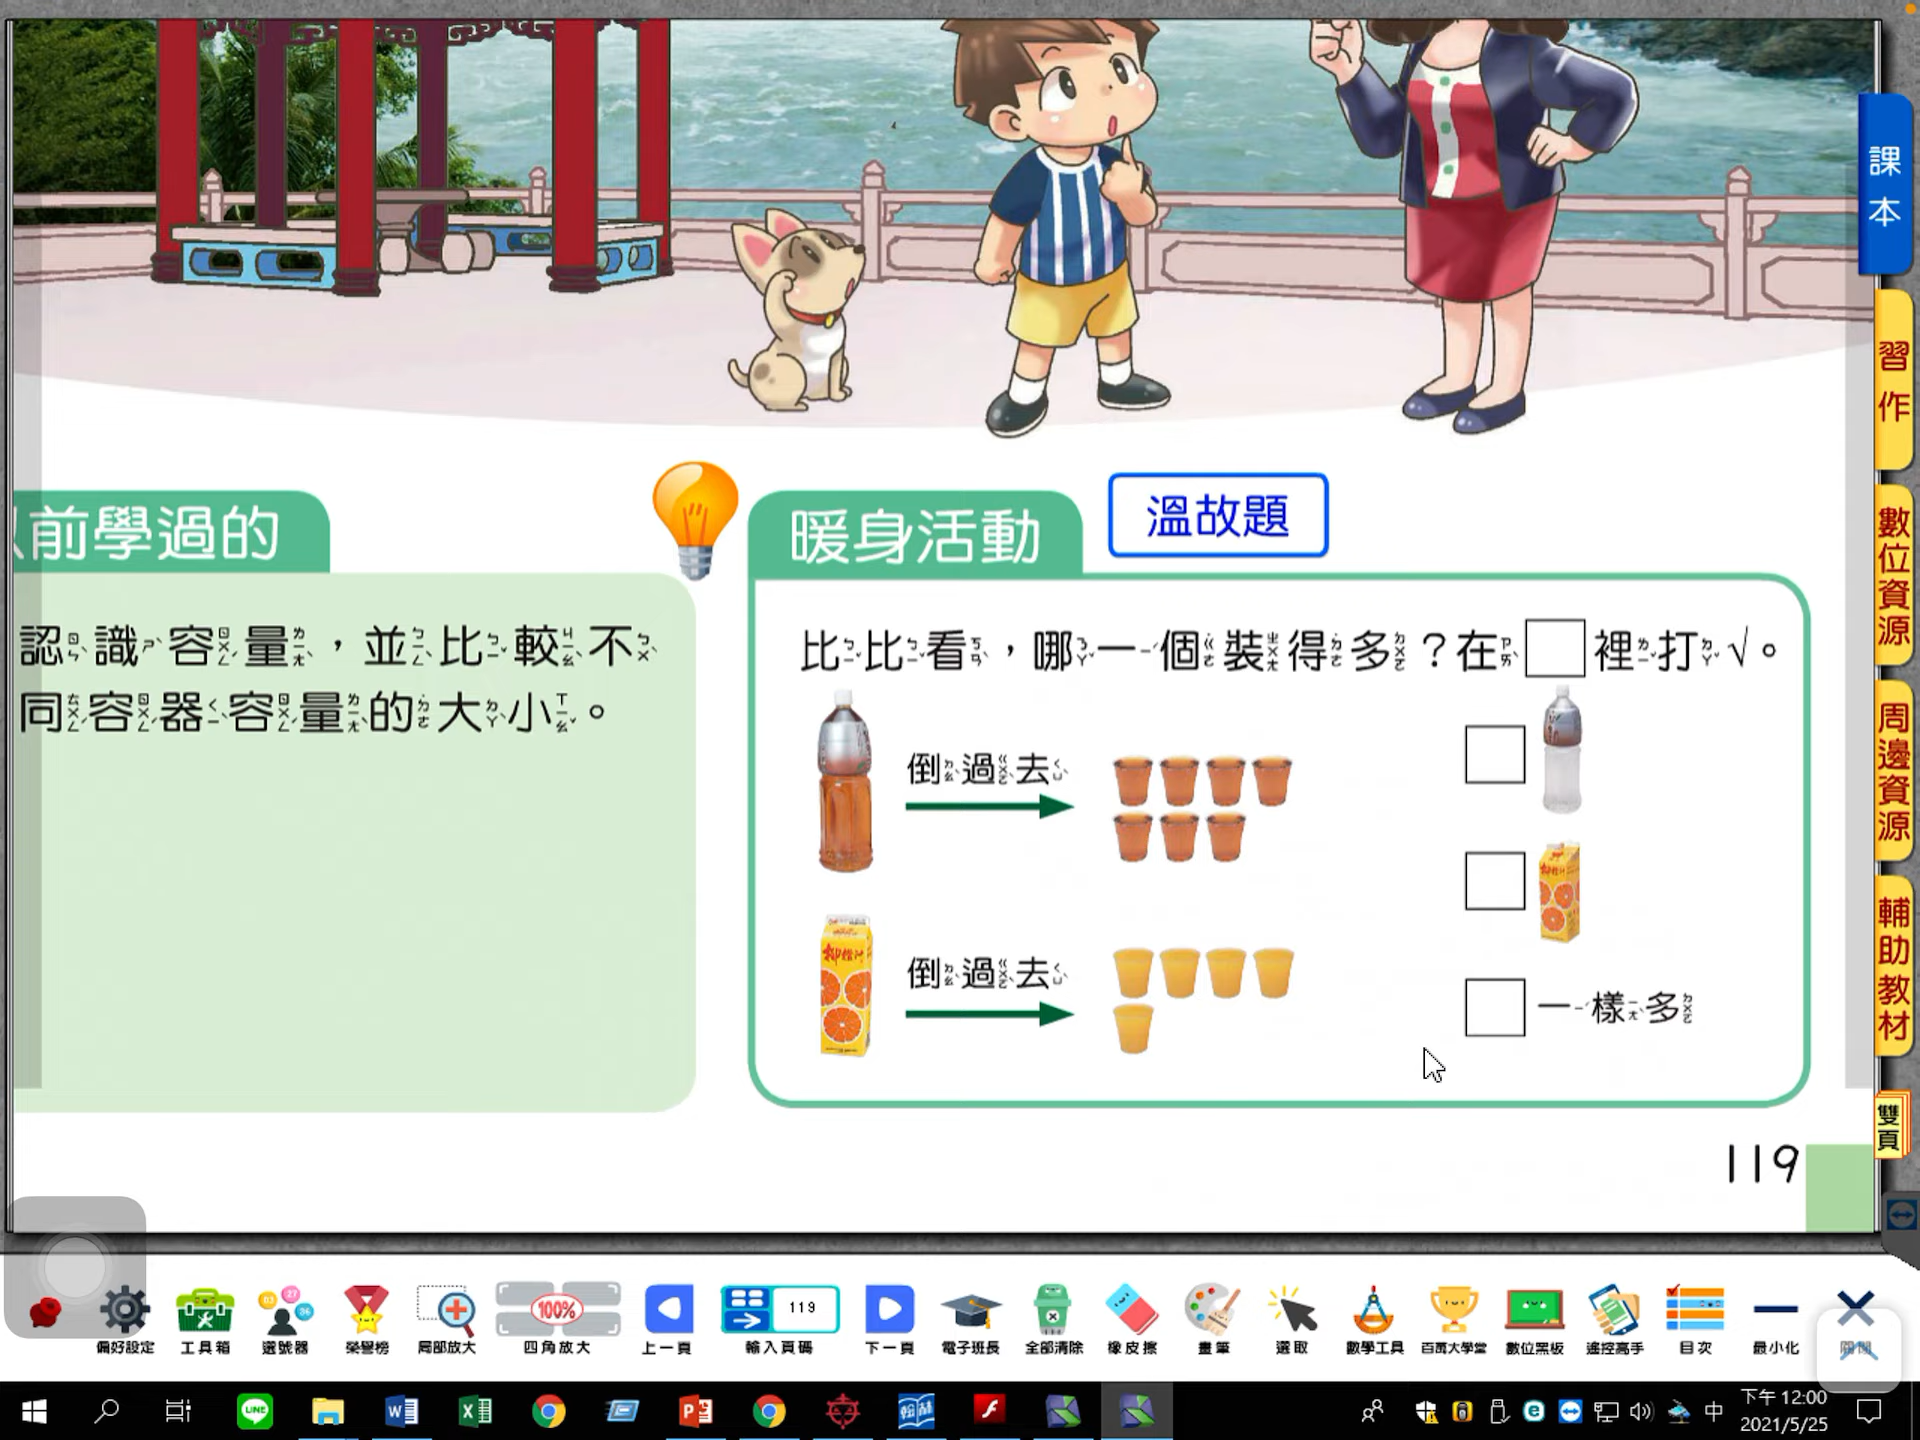 前學過的
認識容量，並比較不
同容器容量的大小。
暖身活動
溫故題
比比看，哪一個裝得多？在□裡打√。
倒過去
倒過去
一樣多
119
課本
習作
數位資源
周邊資源
輔助教材
雙頁
100%
119
偏好設定
工具箱
選號器
榮譽榜
局部放大
四角放大
上一頁
輸入頁碼
下一頁
電子班長
全部清除
橡皮擦
畫筆
選取
數學工具
百萬大學堂
數位黑板
遙控高手
目次
最小化
LINE
中
下午 12:00
2021/5/25